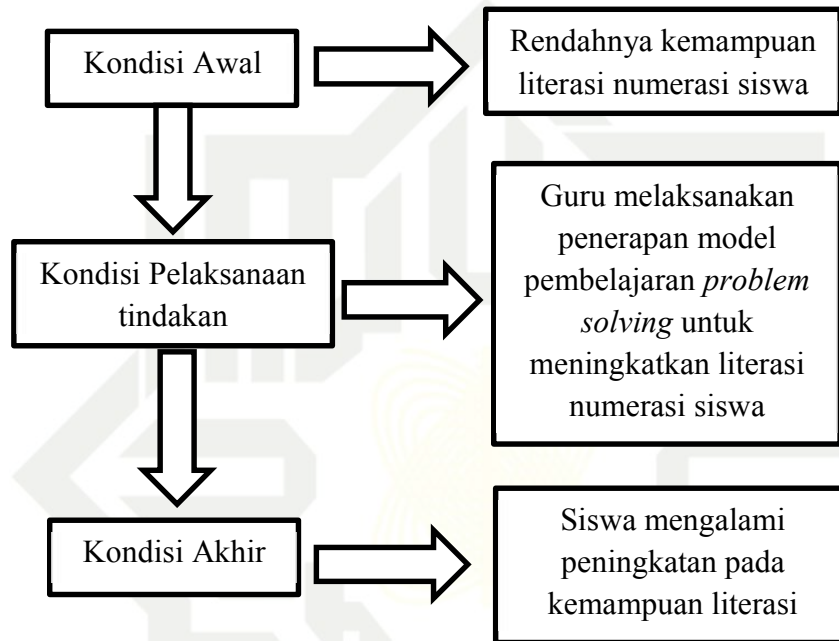 Kondisi Awal
Rendahnya kemampuan
literasi numerasi siswa
Kondisi Pelaksanaan
tindakan
Guru melaksanakan
penerapan model
pembelajaran problem
solving untuk
meningkatkan literasi
numerasi siswa
Kondisi Akhir
Siswa mengalami
peningkatan pada
kemampuan literasi